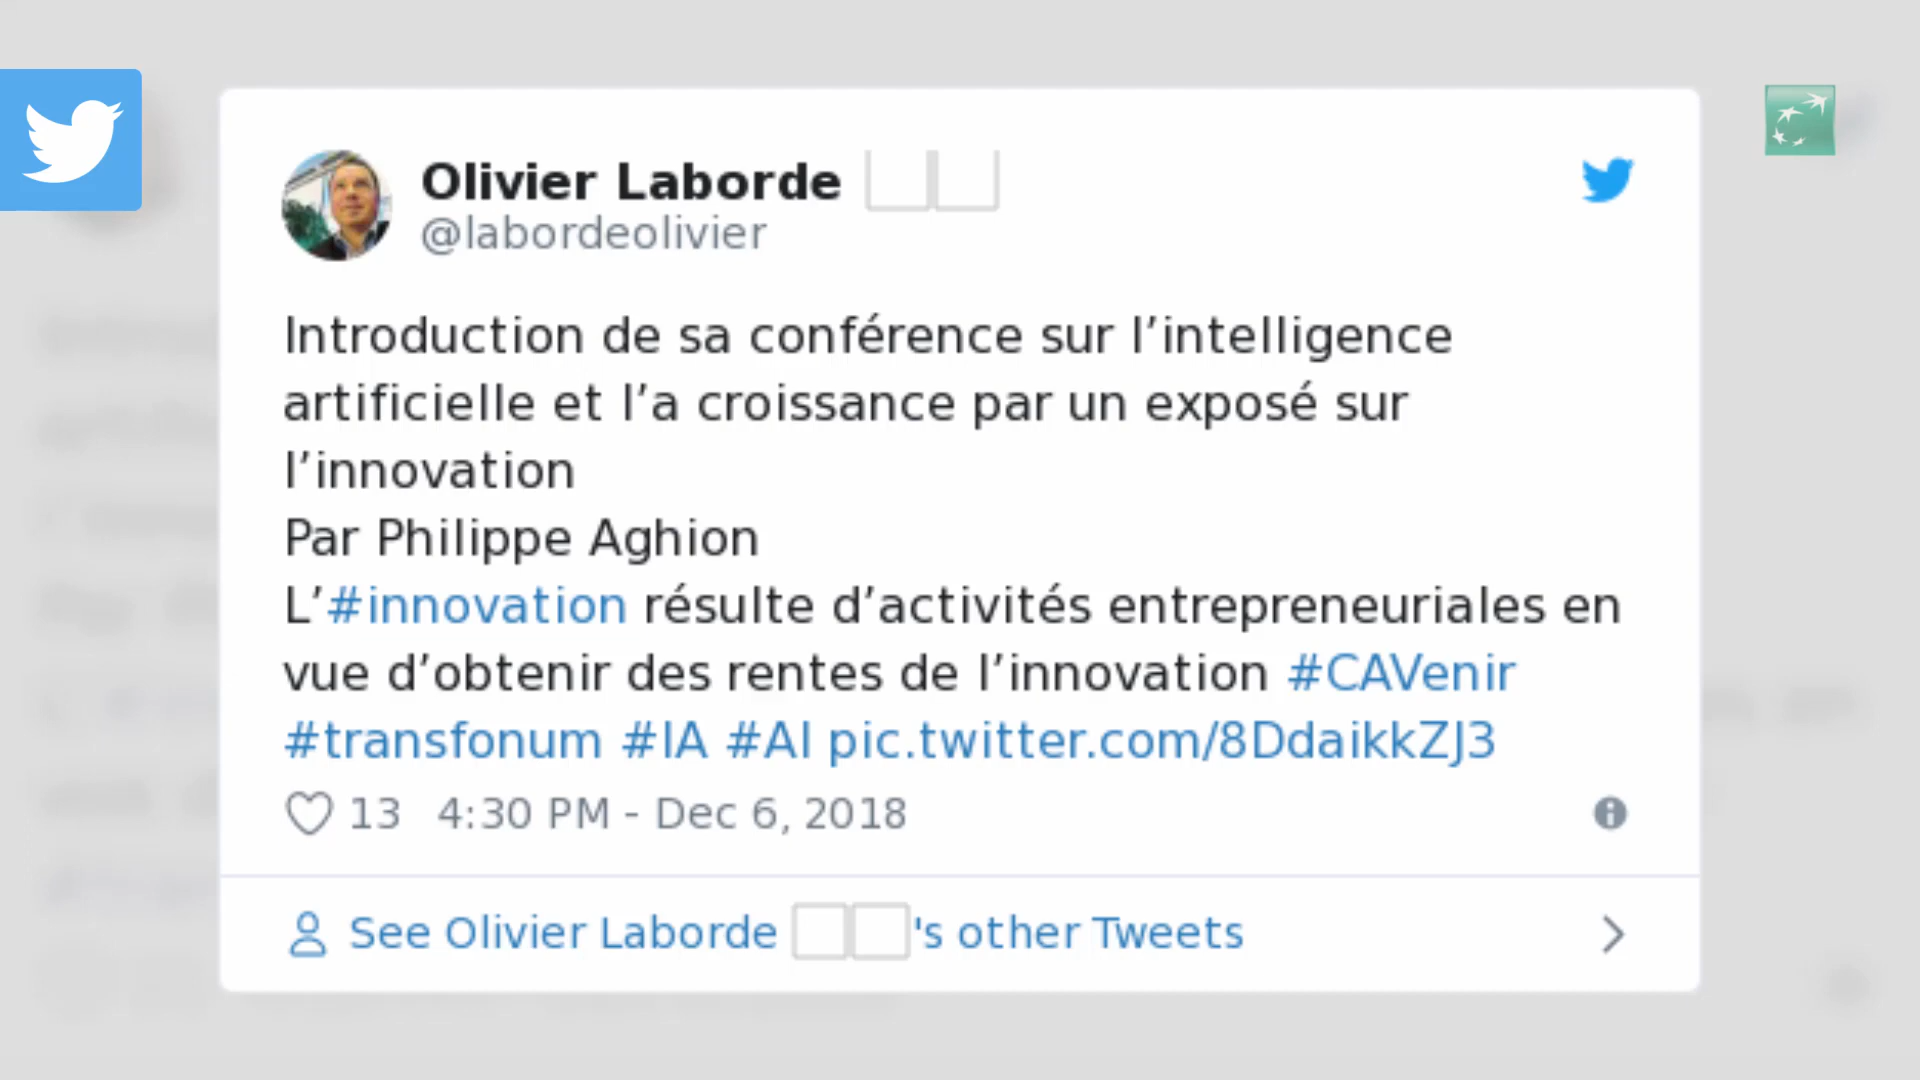 Olivier Laborde
@labordeolivier
Introduction de sa conférence sur l’intelligence
artificielle et l’a croissance par un exposé sur
l’innovation
Par Philippe Aghion
L’#innovation résulte d’activités entrepreneuriales en
vue d’obtenir des rentes de l’innovation #CAVenir
#transfonum #IA #AI pic.twitter.com/8DdaikkZJ3
13 4:30 PM - Dec 6, 2018
See Olivier Laborde 's other Tweets